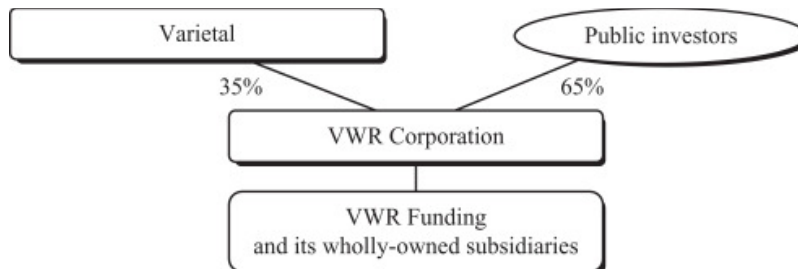 Varietal
Public investors
35%
65%
VWR Corporation
VWR Funding
and its wholly-owned subsidiaries